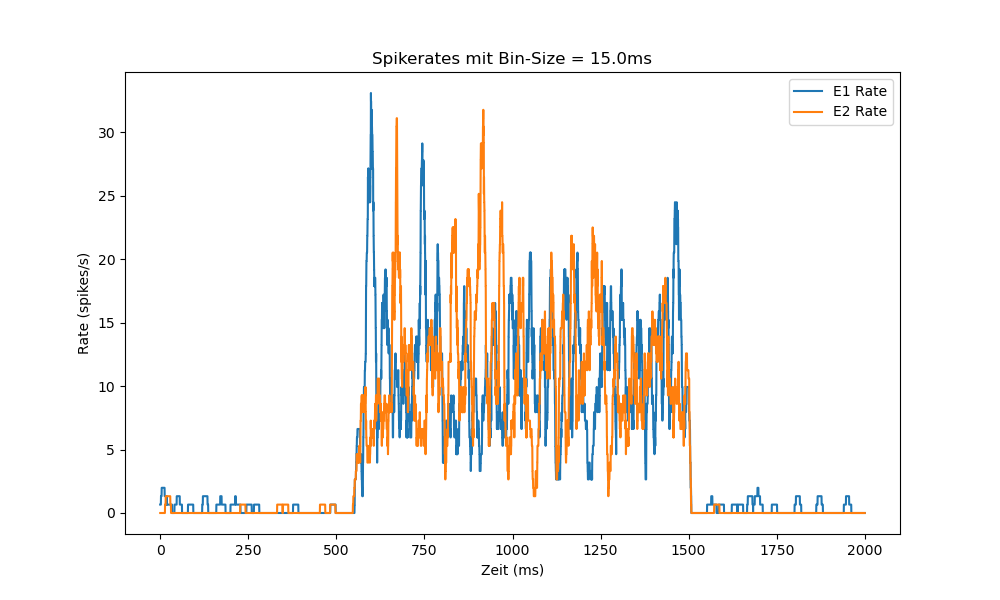 Spikerates mit Bin-Size = 15.0ms
E1 Rate
E2 Rate
Rate (spikes/s)
30
25
20
15
10
5
0
0 250 500 750 1000 1250 1500 1750 2000
Zeit (ms)